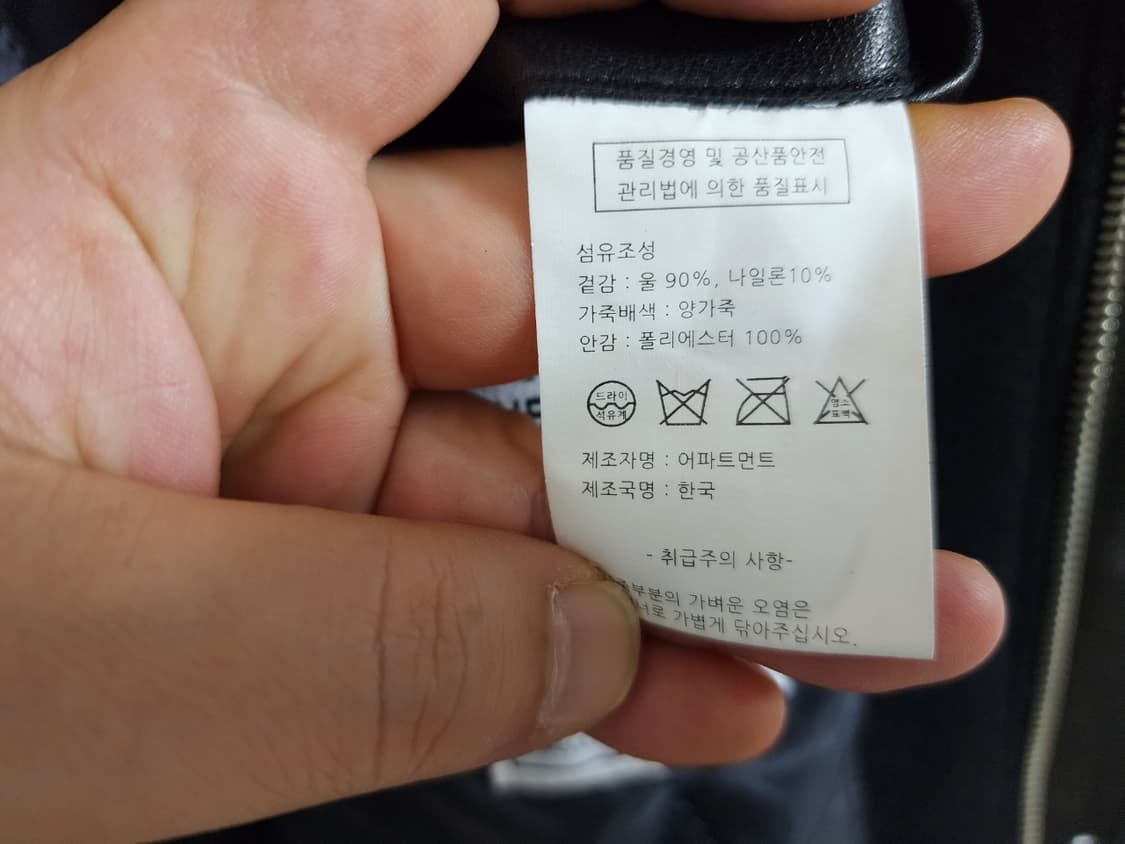 품질경영 및 공산품안전
관리법에 의한 품질표시
섬유조성
겉감 : 울 90%, 나일론10%
가죽배색 : 양가죽
안감 : 폴리에스터 100%
드라이
석유계
염소
표백
제조자명 : 어파트먼트
제조국명 : 한국
- 취급주의 사항-
가벼운 오염은
가볍게 닦아주십시오.